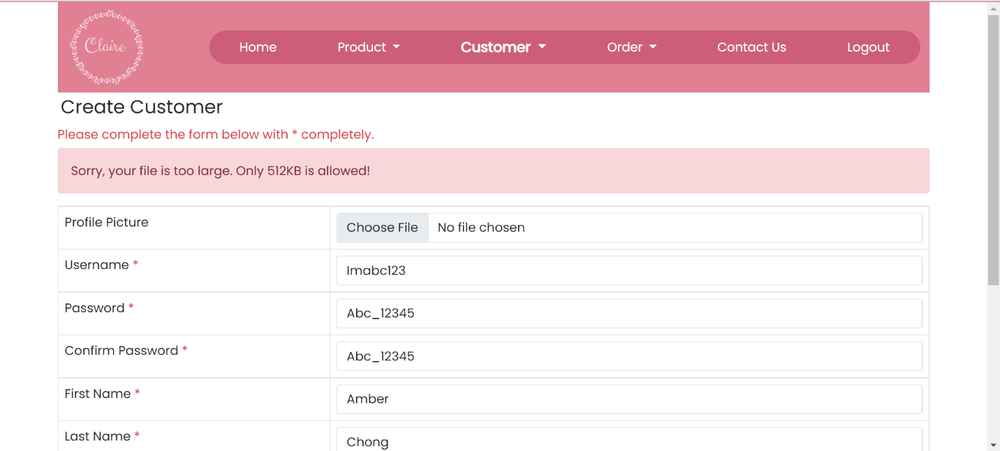 Claire
Home Product Customer Order Contact Us Logout
Create Customer
Please complete the form below with * completely.
Sorry, your file is too large. Only 512KB is allowed!
Profile Picture Choose File No file chosen
Username * Imabc123
Password * Abc_12345
Confirm Password * Abc_12345
First Name * Amber
Last Name * Chong